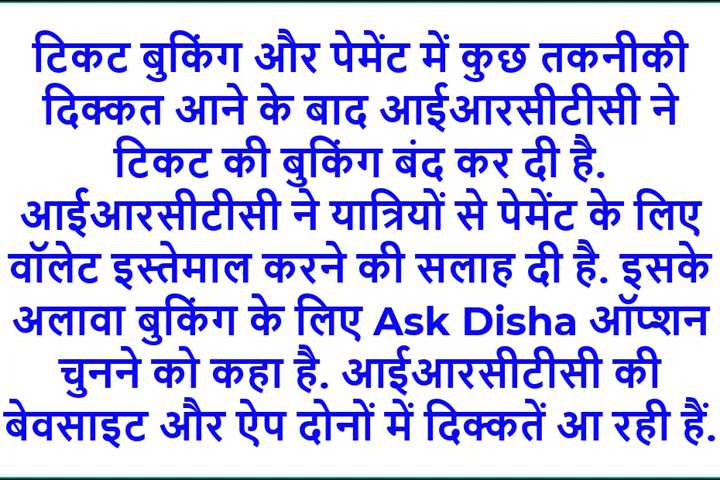 टिकट बुकिंग और पेमेंट में कुछ तकनीकी
दिक्कत आने के बाद आईआरसीटीसी ने
टिकट की बुकिंग बंद कर दी है.
आईआरसीटीसी ने यात्रियों से पेमेंट के लिए
वॉलेट इस्तेमाल करने की सलाह दी है. इसके
अलावा बुकिंग के लिए Ask Disha ऑप्शन
चुनने को कहा है. आईआरसीटीसी की
बेवसाइट और ऐप दोनों में दिक्कतें आ रही हैं.